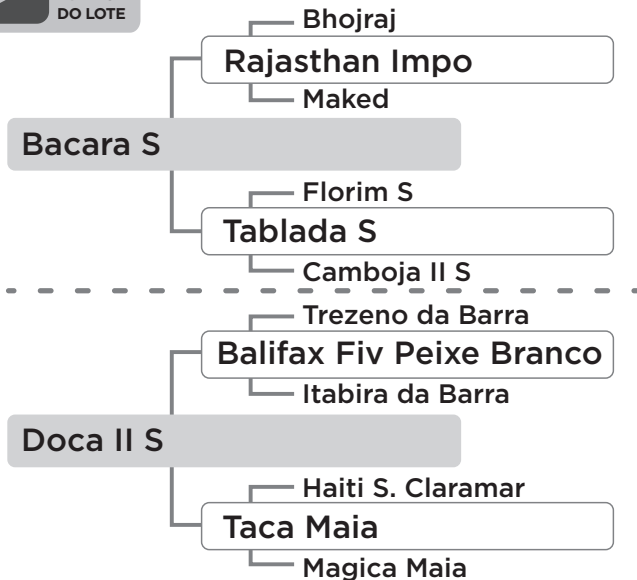 DO LOTE
Bhojraj
Rajasthan Impo
Maked
Bacara S
Florim S
Tablada S
Camboja II S
Trezeno da Barra
Balifax Fiv Peixe Branco
Itabira da Barra
Doca II S
Haiti S. Claramar
Taca Maia
Magica Maia